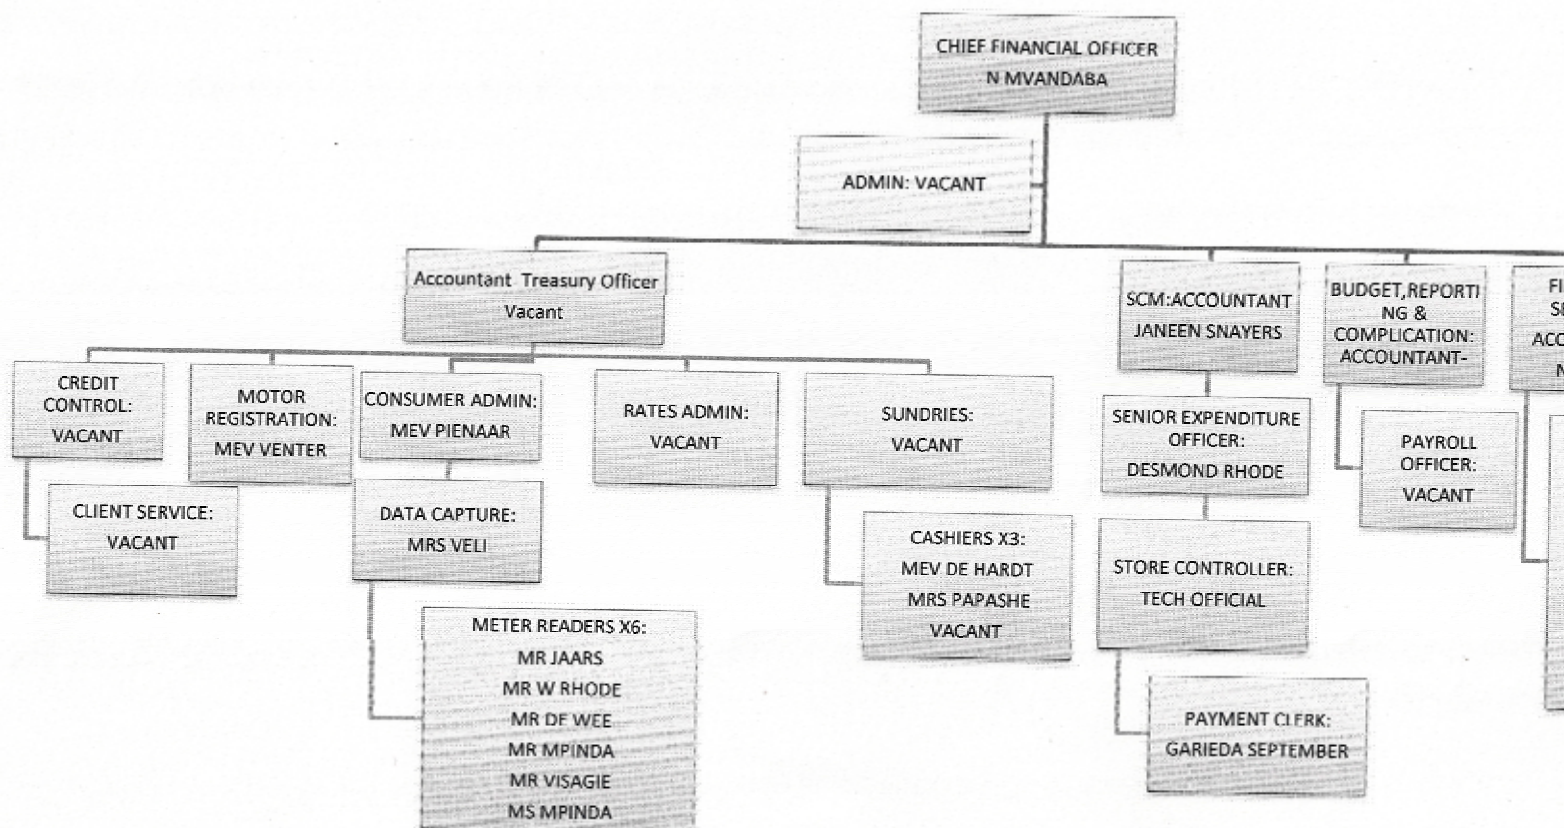 CHIEF FINANCIAL OFFICER
N MVANDABA
ADMIN: VACANT
Accountant Treasury Officer
Vacant
SCM:ACCOUNTANT
JANEEN SNAYERS
BUDGET,REPORTI
NG &
COMPLICATION:
ACCOUNTANT-
CREDIT
CONTROL:
VACANT
MOTOR
REGISTRATION:
MEV VENTER
CONSUMER ADMIN:
MEV PIENAAR
RATES ADMIN:
VACANT
SUNDRIES:
VACANT
SENIOR EXPENDITURE
OFFICER:
DESMOND RHODE
PAYROLL
OFFICER:
VACANT
CLIENT SERVICE:
VACANT
DATA CAPTURE:
MRS VELI
CASHIERS X3:
MEV DE HARDT
MRS PAPASHE
VACANT
STORE CONTROLLER:
TECH OFFICIAL
METER READERS X6:
MR JAARS
MR W RHODE
MR DE WEE
MR MPINDA
MR VISAGIE
MS MPINDA
PAYMENT CLERK:
GARIEDA SEPTEMBER